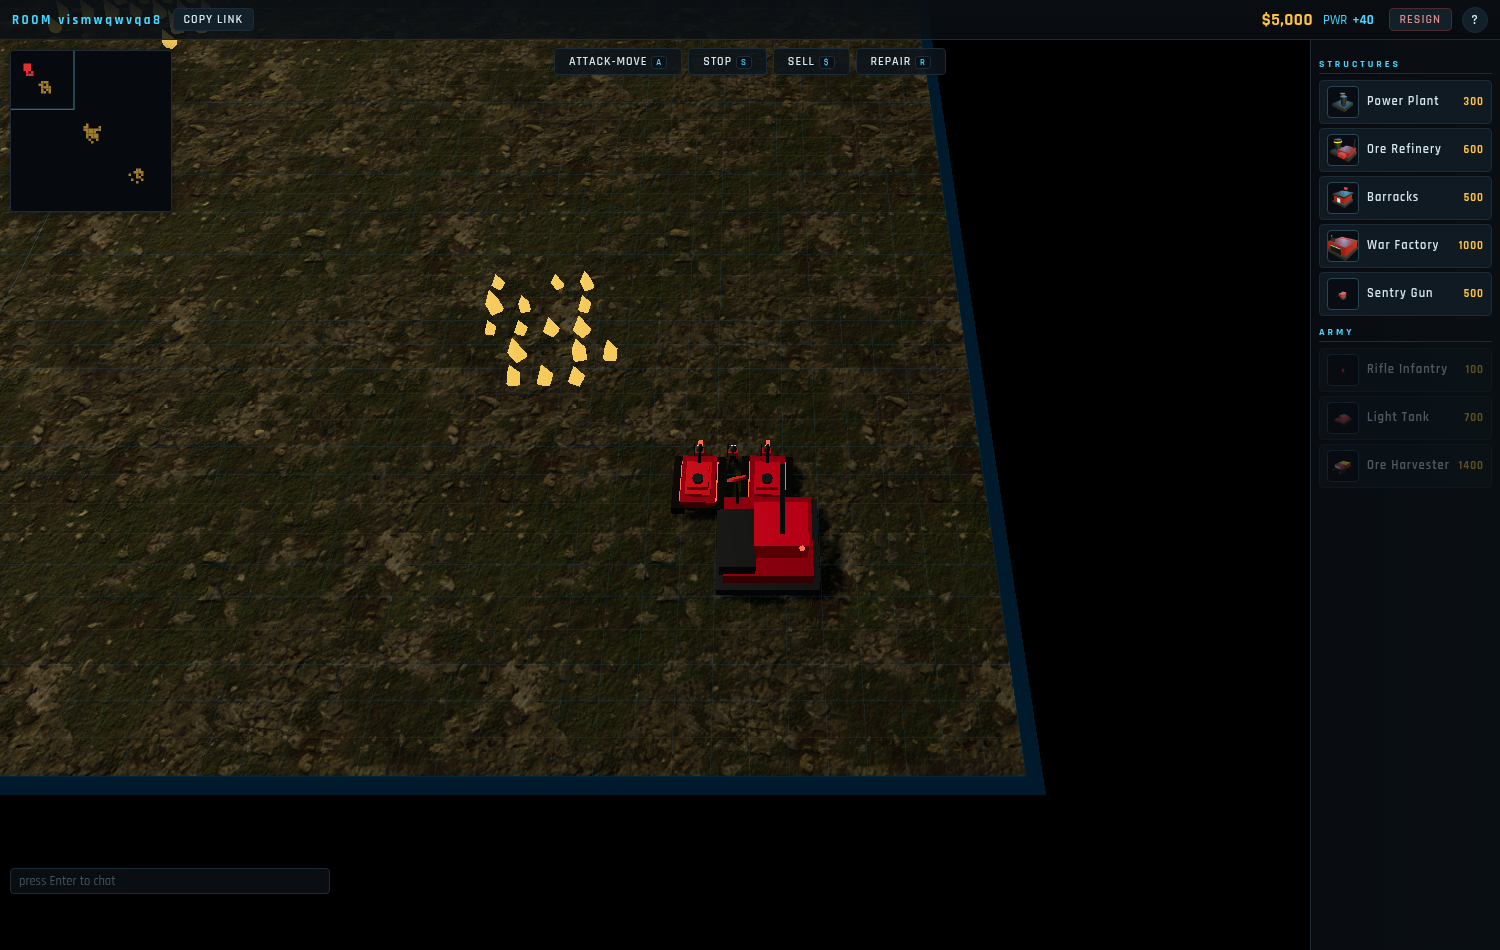 ROOM vismwqwvqa8 COPY LINK $5,000 PWR +40 RESIGN ?
ATTACK-MOVE A STOP S SELL $ REPAIR R
STRUCTURES
Power Plant 300
Ore Refinery 600
Barracks 500
War Factory 1000
Sentry Gun 500
ARMY
Rifle Infantry 100
Light Tank 700
Ore Harvester 1400
press Enter to chat